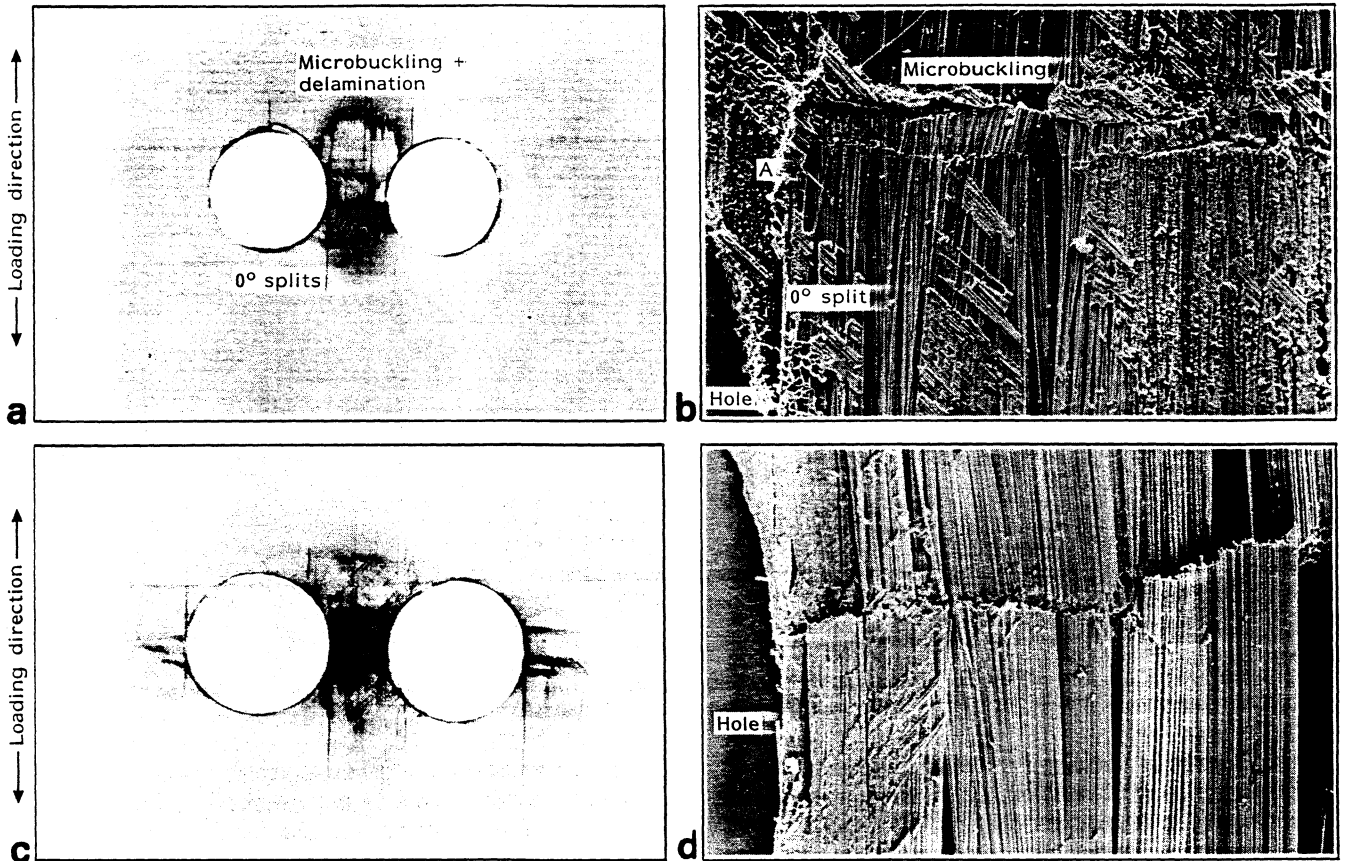 Loading direction
Microbuckling +
delamination
0° splits
a
Microbuckling
A
0° split
Hole
b
Loading direction
c
Hole
d